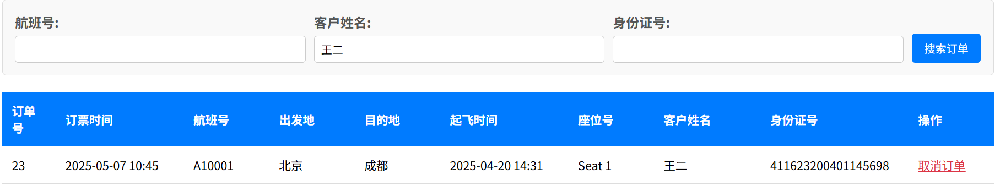 航班号: 客户姓名: 身份证号:
王二 搜索订单
订单号 订票时间 航班号 出发地 目的地 起飞时间 座位号 客户姓名 身份证号 操作
23 2025-05-07 10:45 A10001 北京 成都 2025-04-20 14:31 Seat 1 王二 411623200401145698 取消订单